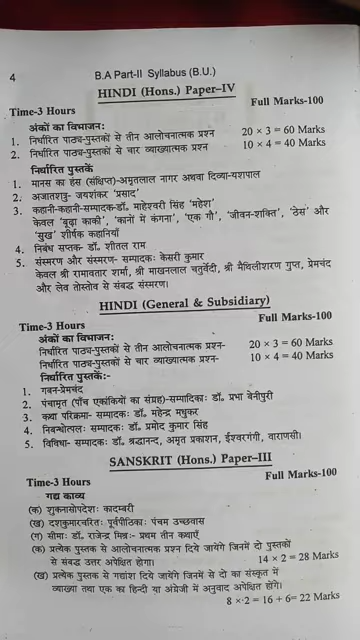 4
B.A Part-II Syllabus (B.U.)
HINDI (Hons.) Paper-IV
Time-3 Hours Full Marks-100
अंकों का विभाजन:
1. निर्धारित पाठ्य-पुस्तकों से तीन आलोचनात्मक प्रश्न 20 × 3 = 60 Marks
2. निर्धारित पाठ्य-पुस्तकों से चार व्याख्यात्मक प्रश्न 10 × 4 = 40 Marks
निर्धारित पुस्तकें
1. मानस का हंस (संक्षिप्त)-अमृतलाल नागर अथवा दिव्या-यशपाल
2. अजातशत्रु- जयशंकर 'प्रसाद'
3. कहानी-कहानी-सम्पादक-डॉ. माहेश्वरी सिंह 'महेश'
केवल 'बूढ़ा काकी', 'कानों में कंगना', 'एक गौ', 'जीवन-शक्ति', 'ठेस' और
'सुख' शीर्षक कहानियाँ
4. निबंध सप्तक- डॉ. शीतल राम
5. संस्मरण और संस्मरण- सम्पादकः केसरी कुमार
केवल श्री रामावतार शर्मा, श्री माखनलाल चतुर्वेदी, श्री मैथिलीशरण गुप्त, प्रेमचंद
और लेव तोस्तोव से संबद्ध संस्मरण।
HINDI (General & Subsidiary)
Time-3 Hours Full Marks-100
अंकों का विभाजन:
निर्धारित पाठ्य-पुस्तकों से तीन आलोचनात्मक प्रश्न- 20 × 3 = 60 Marks
निर्धारित पाठ्य-पुस्तकों से चार व्याख्यात्मक प्रश्न- 10 × 4 = 40 Marks
निर्धारित पुस्तकें:-
1. गबन-प्रेमचंद
2. पंचामृत (पाँच एकांकियों का संग्रह)-सम्पादिकः डॉ. प्रभा बेनीपुरी
3. कथा परिक्रमा- सम्पादकः डॉ. महेन्द्र मधुकर
4. निबन्धोत्पलः- सम्पादकः डॉ. प्रमोद कुमार सिंह
5. विविधा- सम्पादकः डॉ. श्रद्धानन्द, अमृत प्रकाशन, ईश्वरगंगी, वाराणसी।
SANSKRIT (Hons.) Paper-III
Time-3 Hours Full Marks-100
गद्य काव्य
(क) शुकनासोपदेशः कादम्बरी
(ख) दशकुमारचरितः पूर्वपीठिकाः पंचम उच्छवास
(ग) सीमाः डॉ. राजेन्द्र मिश्रः- प्रथम तीन कथाएँ
(क) प्रत्येक पुस्तक से आलोचनात्मक प्रश्न दिये जायेंगे जिनमें दो पुस्तकों
से संबद्ध उत्तर अपेक्षित होगा। 14 × 2 = 28 Marks
(ख) प्रत्येक पुस्तक से गद्यांश दिये जायेंगे जिनमें से दो का संस्कृत में
व्याख्या तथा एक का हिन्दी या अंग्रेजी में अनुवाद अपेक्षित होंगे।
8 × 2 = 16 + 6 = 22 Marks